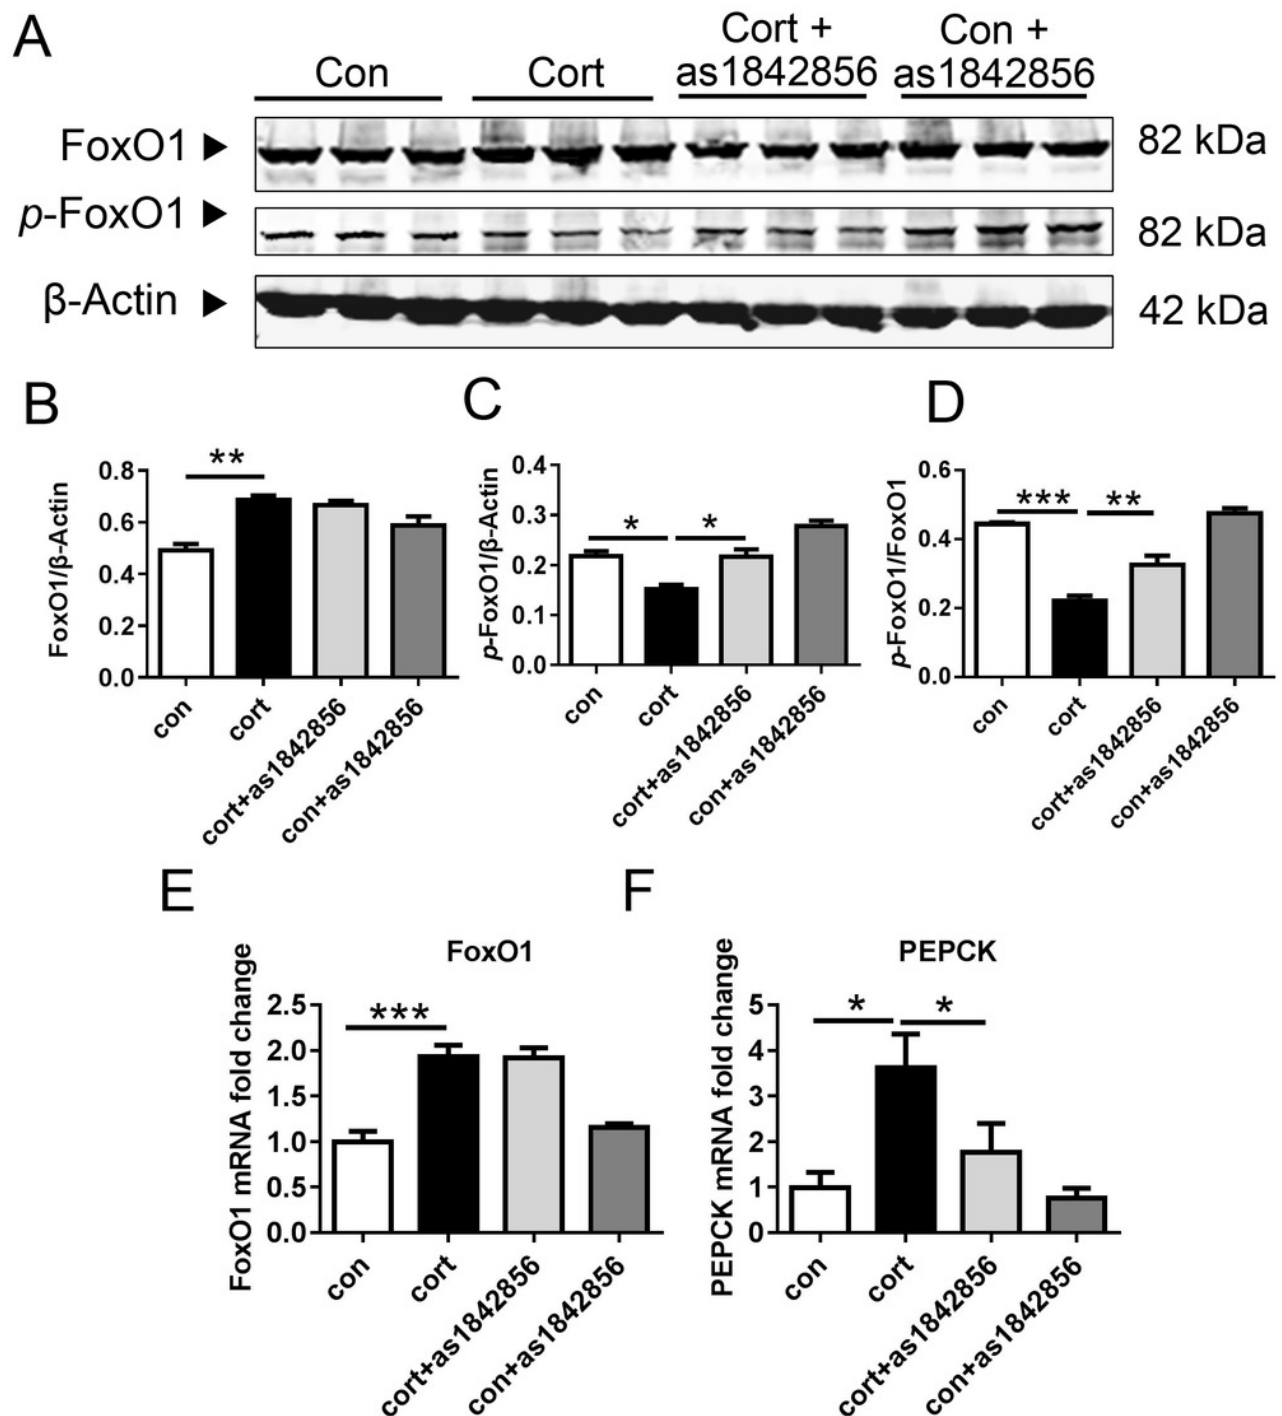 A
Con
Cort
Cort +
as1842856
Con +
as1842856
FoxO1
82 kDa
p-FoxO1
82 kDa
β-Actin
42 kDa
B
FoxO1/β-Actin
0.8
0.6
0.4
0.2
0.0
**
con
cort
cort+as1842856
con+as1842856
C
p-FoxO1/β-Actin
0.4
0.3
0.2
0.1
0.0
*
*
con
cort
cort+as1842856
con+as1842856
D
p-FoxO1/FoxO1
0.6
0.4
0.2
0.0
***
**
con
cort
cort+as1842856
con+as1842856
E
FoxO1
FoxO1 mRNA fold change
2.5
2.0
1.5
1.0
0.5
0.0
***
con
cort
cort+as1842856
con+as1842856
F
PEPCK
PEPCK mRNA fold change
5
4
3
2
1
0
*
*
con
cort
cort+as1842856
con+as1842856